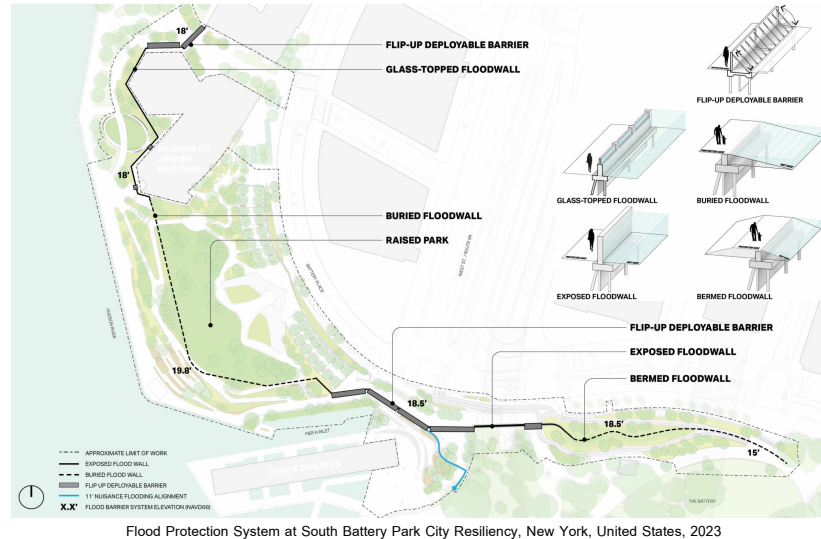 18'
FLIP-UP DEPLOYABLE BARRIER
GLASS-TOPPED FLOODWALL
FLIP-UP DEPLOYABLE BARRIER
MUSEUM OF
JEWISH
HERITAGE
18'
GLASS-TOPPED FLOODWALL
BURIED FLOODWALL
BURIED FLOODWALL
RAISED PARK
WEST ST. / ROUTE 9A
BATTERY PLACE
EXPOSED FLOODWALL
BERMED FLOODWALL
HUDSON RIVER
FLIP-UP DEPLOYABLE BARRIER
EXPOSED FLOODWALL
19.8'
BERMED FLOODWALL
18.5'
18.5'
PIER A INLET
15'
PIER A BUILDING
THE BATTERY
APPROXIMATE LIMIT OF WORK
EXPOSED FLOOD WALL
BURIED FLOOD WALL
FLIP UP DEPLOYABLE BARRIER
11' NUISANCE FLOODING ALIGNMENT
X.X' FLOOD BARRIER SYSTEM ELEVATION (NAVD88)
Flood Protection System at South Battery Park City Resiliency, New York, United States, 2023